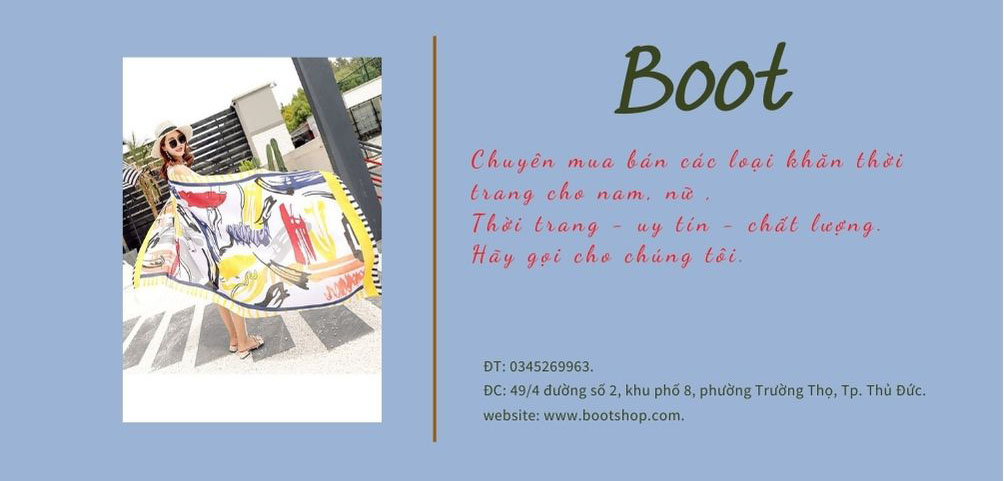 Boot
Chuyên mua bán các loại khăn thời
trang cho nam, nữ .
Thời trang - uy tín - chất lượng.
Hãy gọi cho chúng tôi.
ĐT: 0345269963.
ĐC: 49/4 đường số 2, khu phố 8, phường Trường Thọ, Tp. Thủ Đức.
website: www.bootshop.com.